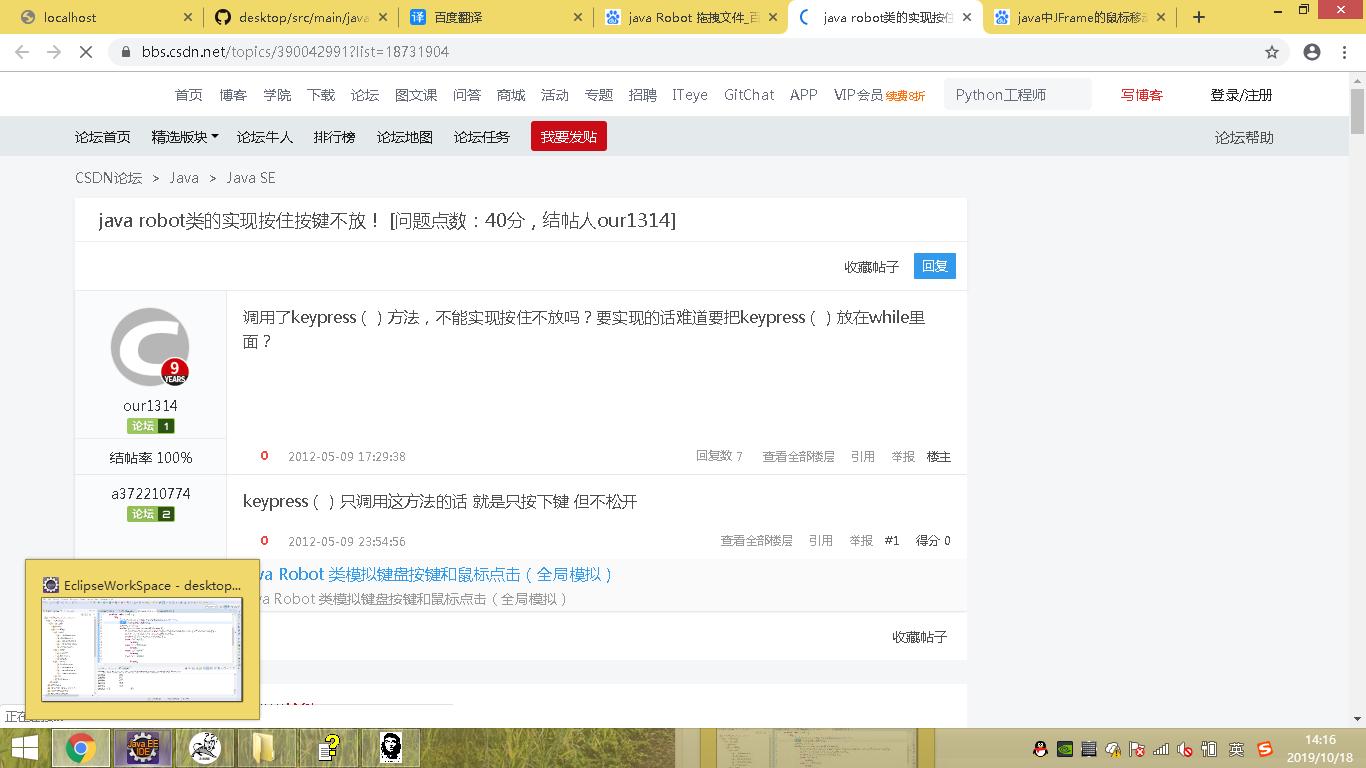 localhost
desktop/src/main/java
百度翻译
java Robot 拖拽文件_百
java robot类的实现按住
java中JFrame的鼠标移动
bbs.csdn.net/topics/390042991?list=18731904
首页 博客 学院 下载 论坛 图文课 问答 商城 活动 专题 招聘 ITeye GitChat APP VIP会员 续费8折 Python工程师 写博客 登录/注册
论坛首页 精选版块 论坛牛人 排行榜 论坛地图 论坛任务 我要发贴 论坛帮助
CSDN论坛 > Java > Java SE
java robot类的实现按住按键不放！ [问题点数：40分，结帖人our1314]
收藏帖子 回复
调用了keypress（ ）方法，不能实现按住不放吗？要实现的话难道要把keypress（ ）放在while里
面？
9
YEARS
our1314
论坛 1
结帖率 100%
0 2012-05-09 17:29:38 回复数 7 查看全部楼层 引用 举报 楼主
a372210774
论坛 2
keypress（ ）只调用这方法的话 就是只按下键 但不松开
0 2012-05-09 23:54:56 查看全部楼层 引用 举报 #1 得分 0
va Robot 类模拟键盘按键和鼠标点击（全局模拟）
va Robot 类模拟键盘按键和鼠标点击（全局模拟）
收藏帖子
EclipseWorkSpace - desktop...
Java EE
IDE
英
14:16
2019/10/18